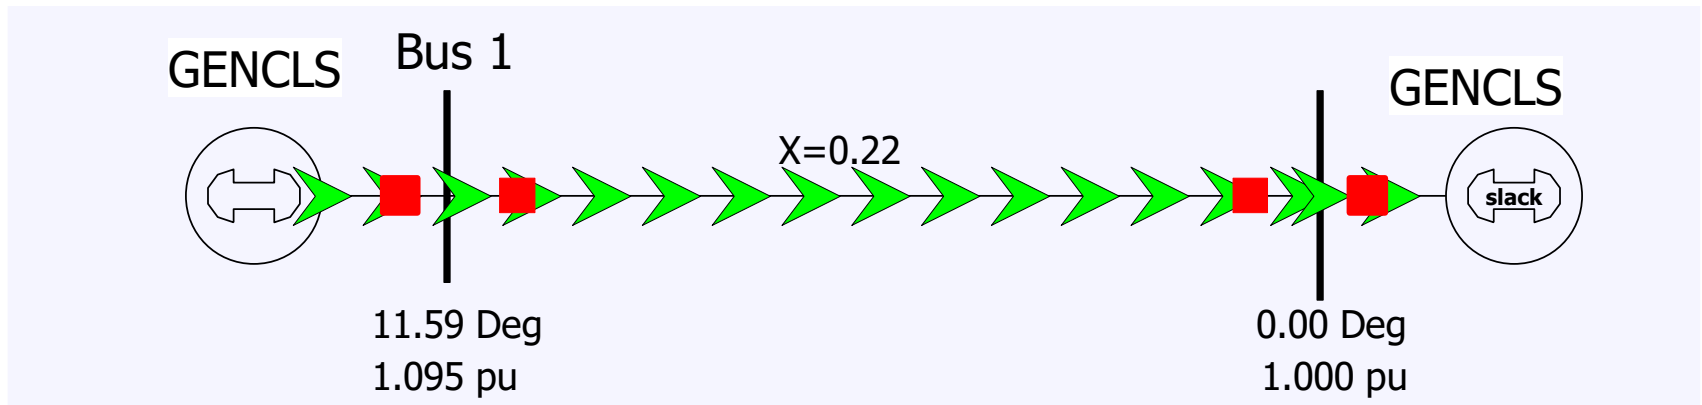 GENCLS
Bus 1
GENCLS
X=0.22
slack
11.59 Deg
1.095 pu
0.00 Deg
1.000 pu